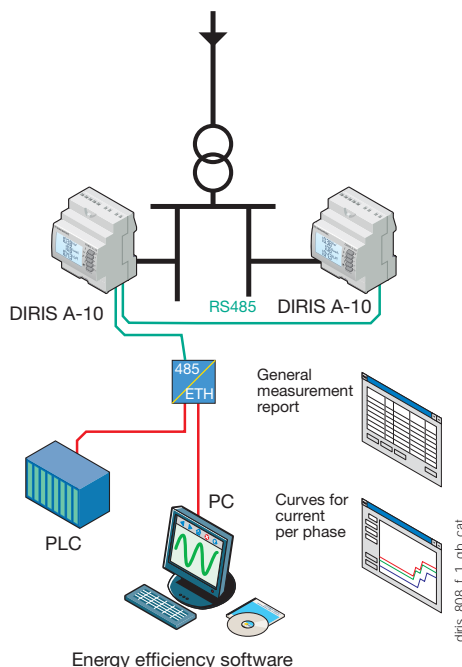 RS485
DIRIS A-10
DIRIS A-10
485
ETH
General
measurement
report
PC
Curves for
current
per phase
PLC
Energy efficiency software
diris_808_f_1_gb_cat